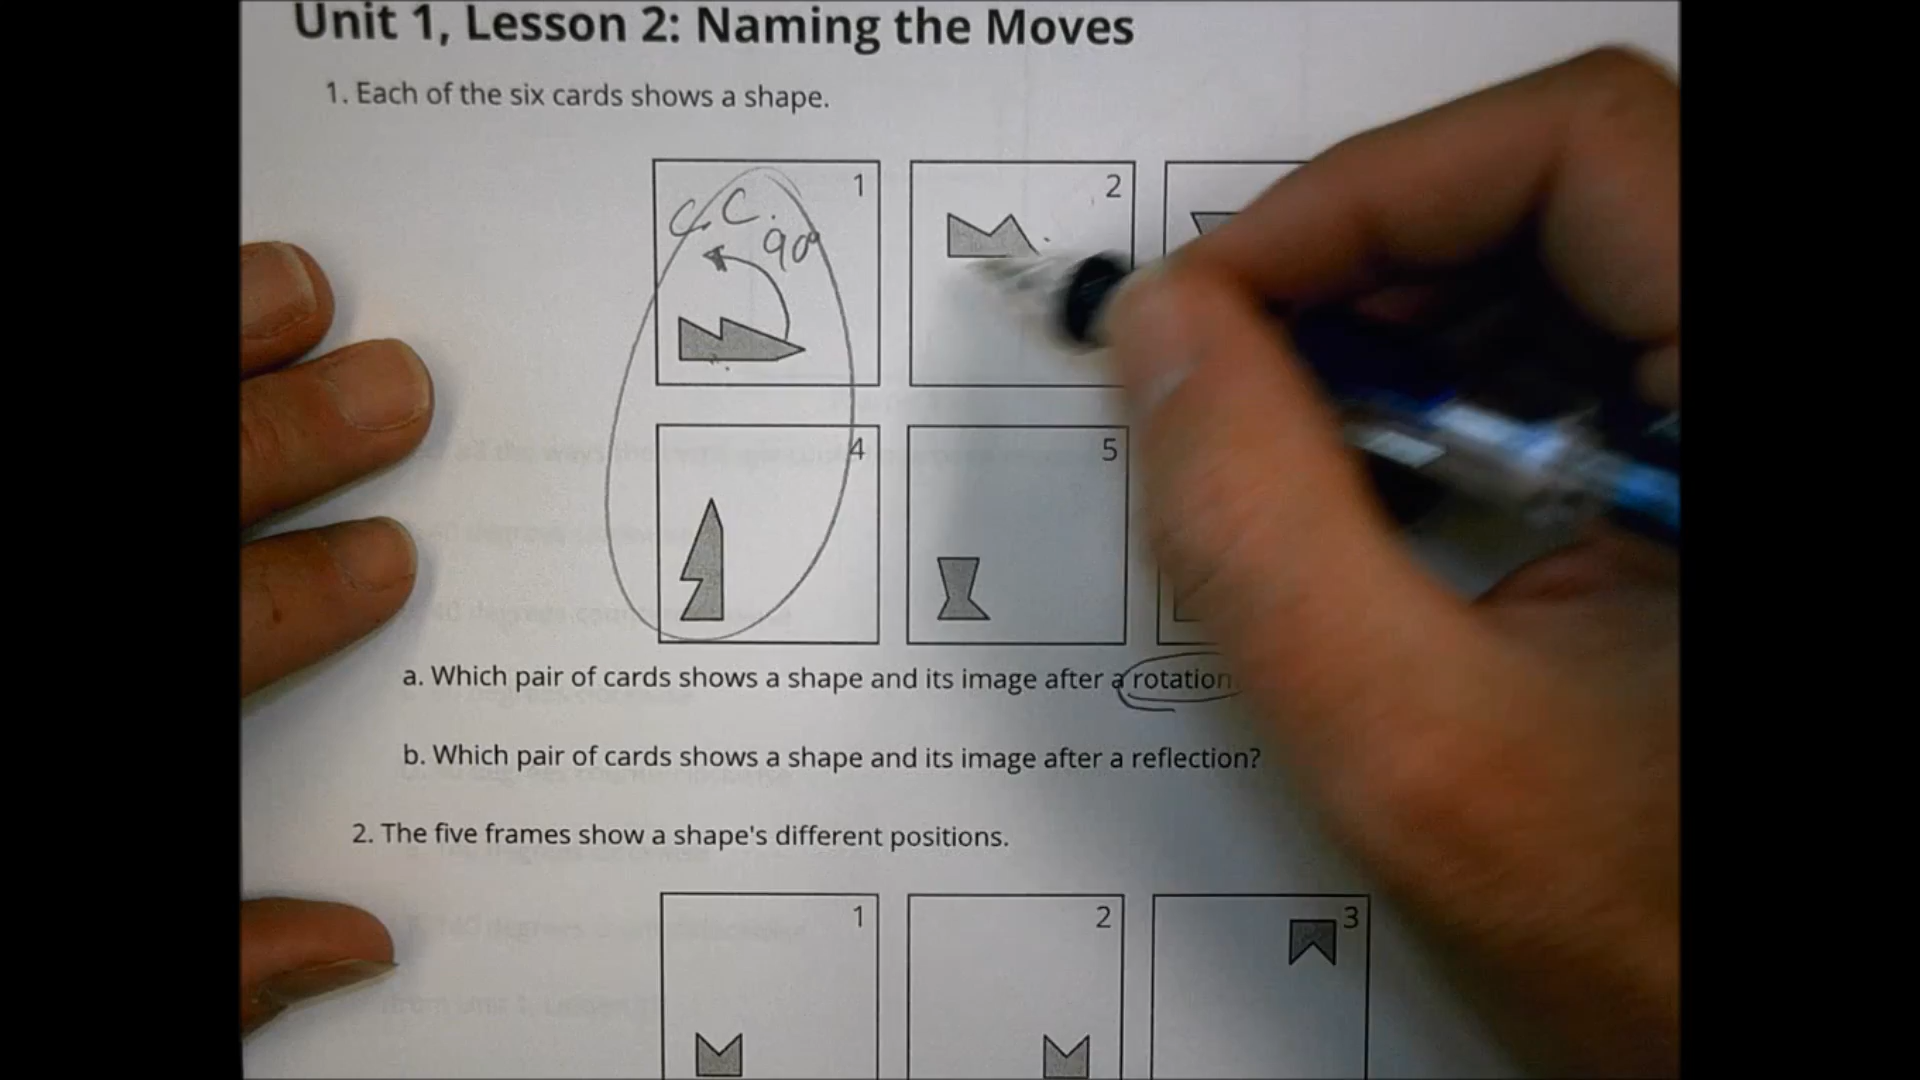 Unit 1, Lesson 2: Naming the Moves
1. Each of the six cards shows a shape.
1
2
C.C.
90°
4
5
a. Which pair of cards shows a shape and its image after a rotation
b. Which pair of cards shows a shape and its image after a reflection?
2. The five frames show a shape's different positions.
1
2
3